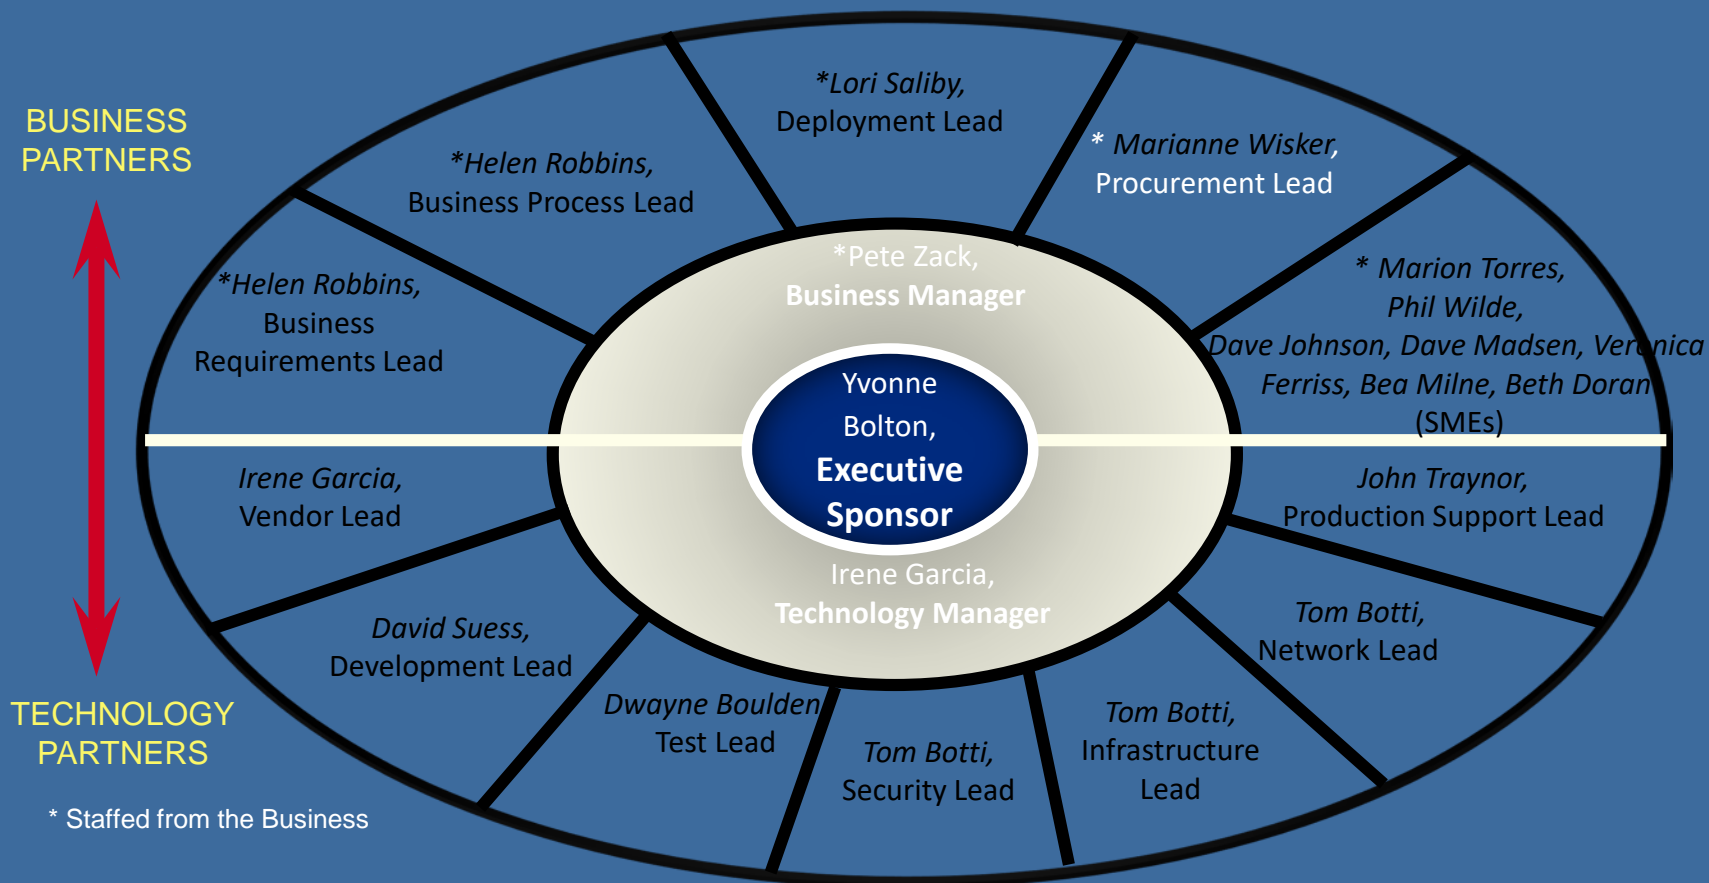 BUSINESS
PARTNERS
*Lori Saliby,
Deployment Lead
*Helen Robbins,
Business Process Lead
* Marianne Wisker,
Procurement Lead
*Helen Robbins,
Business
Requirements Lead
*Pete Zack,
Business Manager
* Marion Torres,
Phil Wilde,
Dave Johnson, Dave Madsen, Veronica
Ferriss, Bea Milne, Beth Doran
(SMEs)
Yvonne
Bolton,
Executive
Sponsor
Irene Garcia,
Vendor Lead
John Traynor,
Production Support Lead
Irene Garcia,
Technology Manager
David Suess,
Development Lead
Tom Botti,
Network Lead
Dwayne Boulden
Test Lead
Tom Botti,
Security Lead
Tom Botti,
Infrastructure
Lead
TECHNOLOGY
PARTNERS
* Staffed from the Business